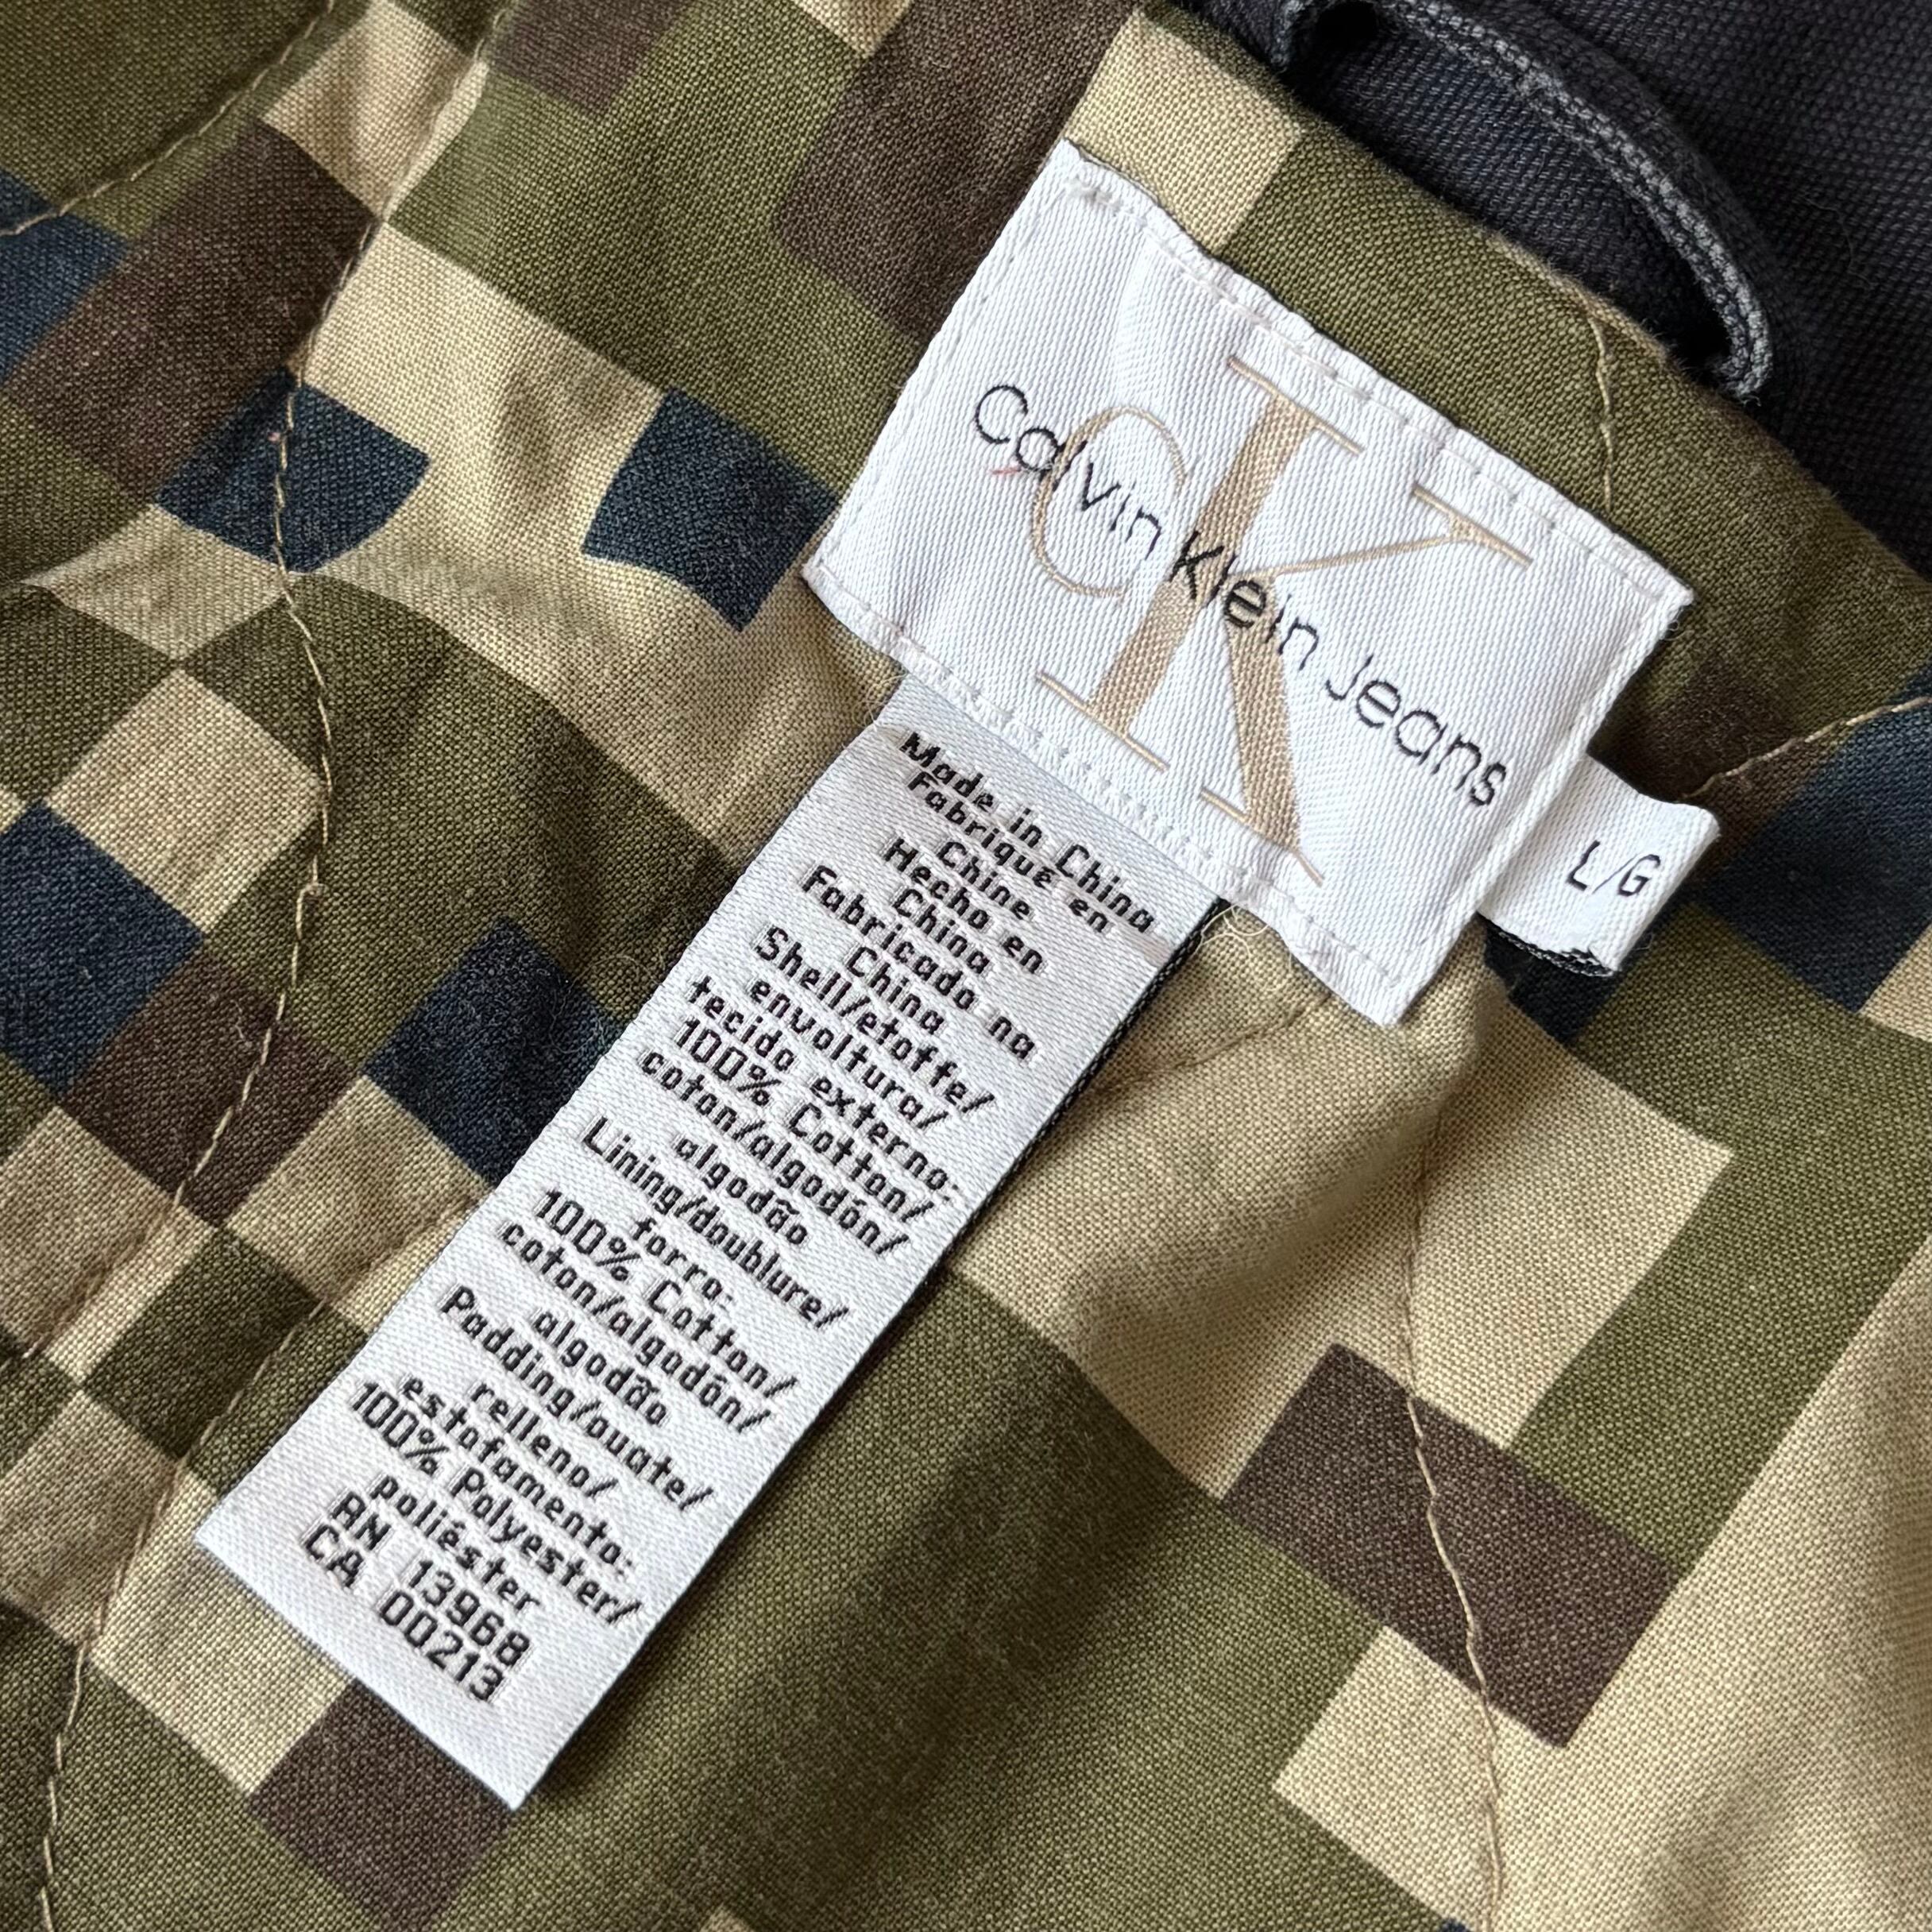 CK
Calvin Klein Jeans
L/G
Made in China
Fabriqué en
Chine
Hecho en
China
Fabricado na
China
Shell/etoffe/
envoltura/
tecido externo:
100% Cotton/
coton/algodón/
algodão
Lining/doublure/
forro:
100% Cotton/
coton/algodón/
algodão
Padding/ouate/
relleno/
estofamento:
100% Polyester/
poliéster
RN 13968
CA 00213